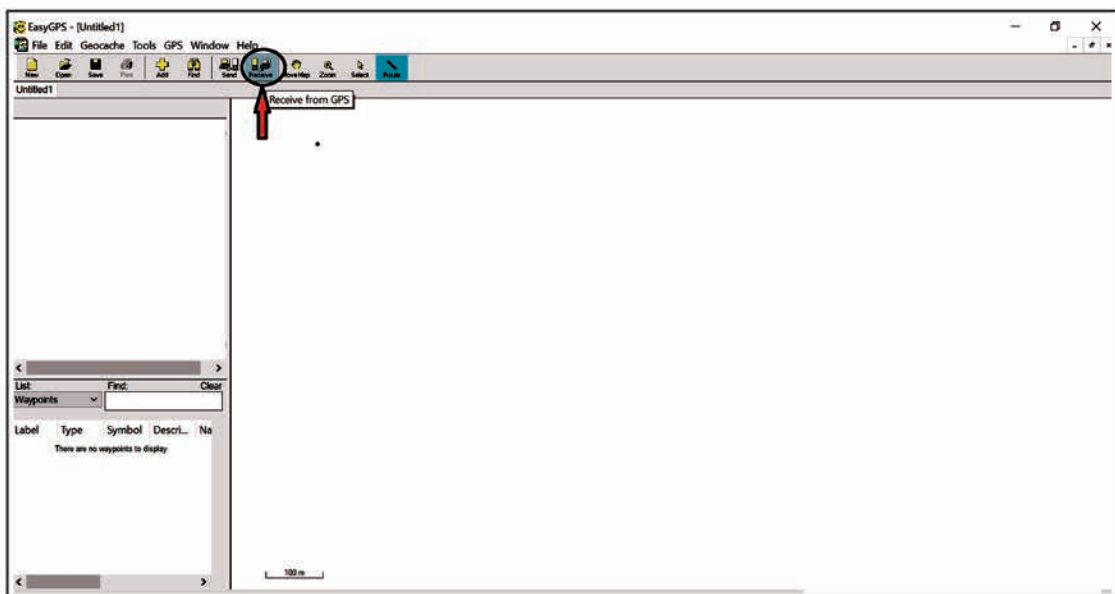 EasyGPS - [Untitled1]
File Edit Geocache Tools GPS Window Help
New Open Save Print Add Find Send Receive Move Map Zoom Select Route
Untitled1
Receive from GPS
List: Find: Clear
Waypoints
Label Type Symbol Descri... Na
There are no waypoints to display
100 m